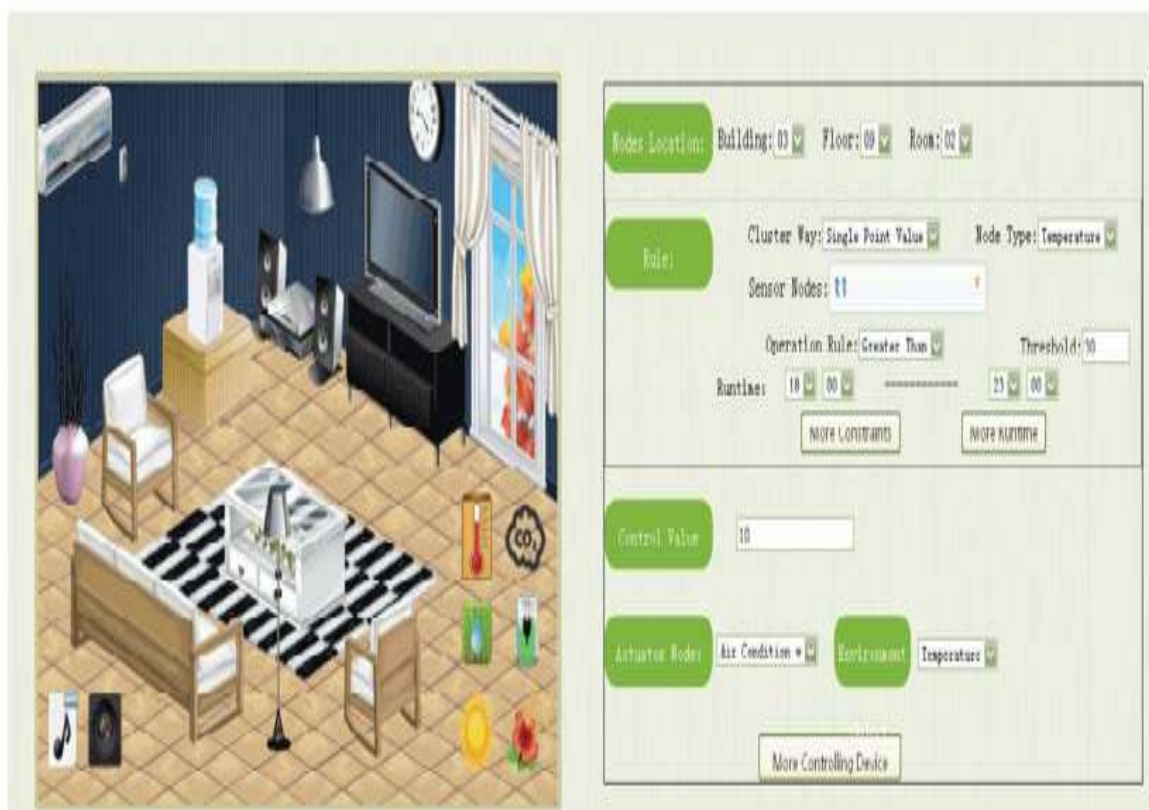 Nodes Location: Building: 03 Floor: 09 Room: 02
Rule: Cluster Way: Single Point Value Node Type: Temperature
Sensor Nodes: tt
Operation Rule: Greater Than Threshold: 30
Runtime: 18 00 23 00
More Constraints More Runtime
Control Value 18
Actuator Nodes Air Condition Environment Temperature
More Controlling Device
CO2